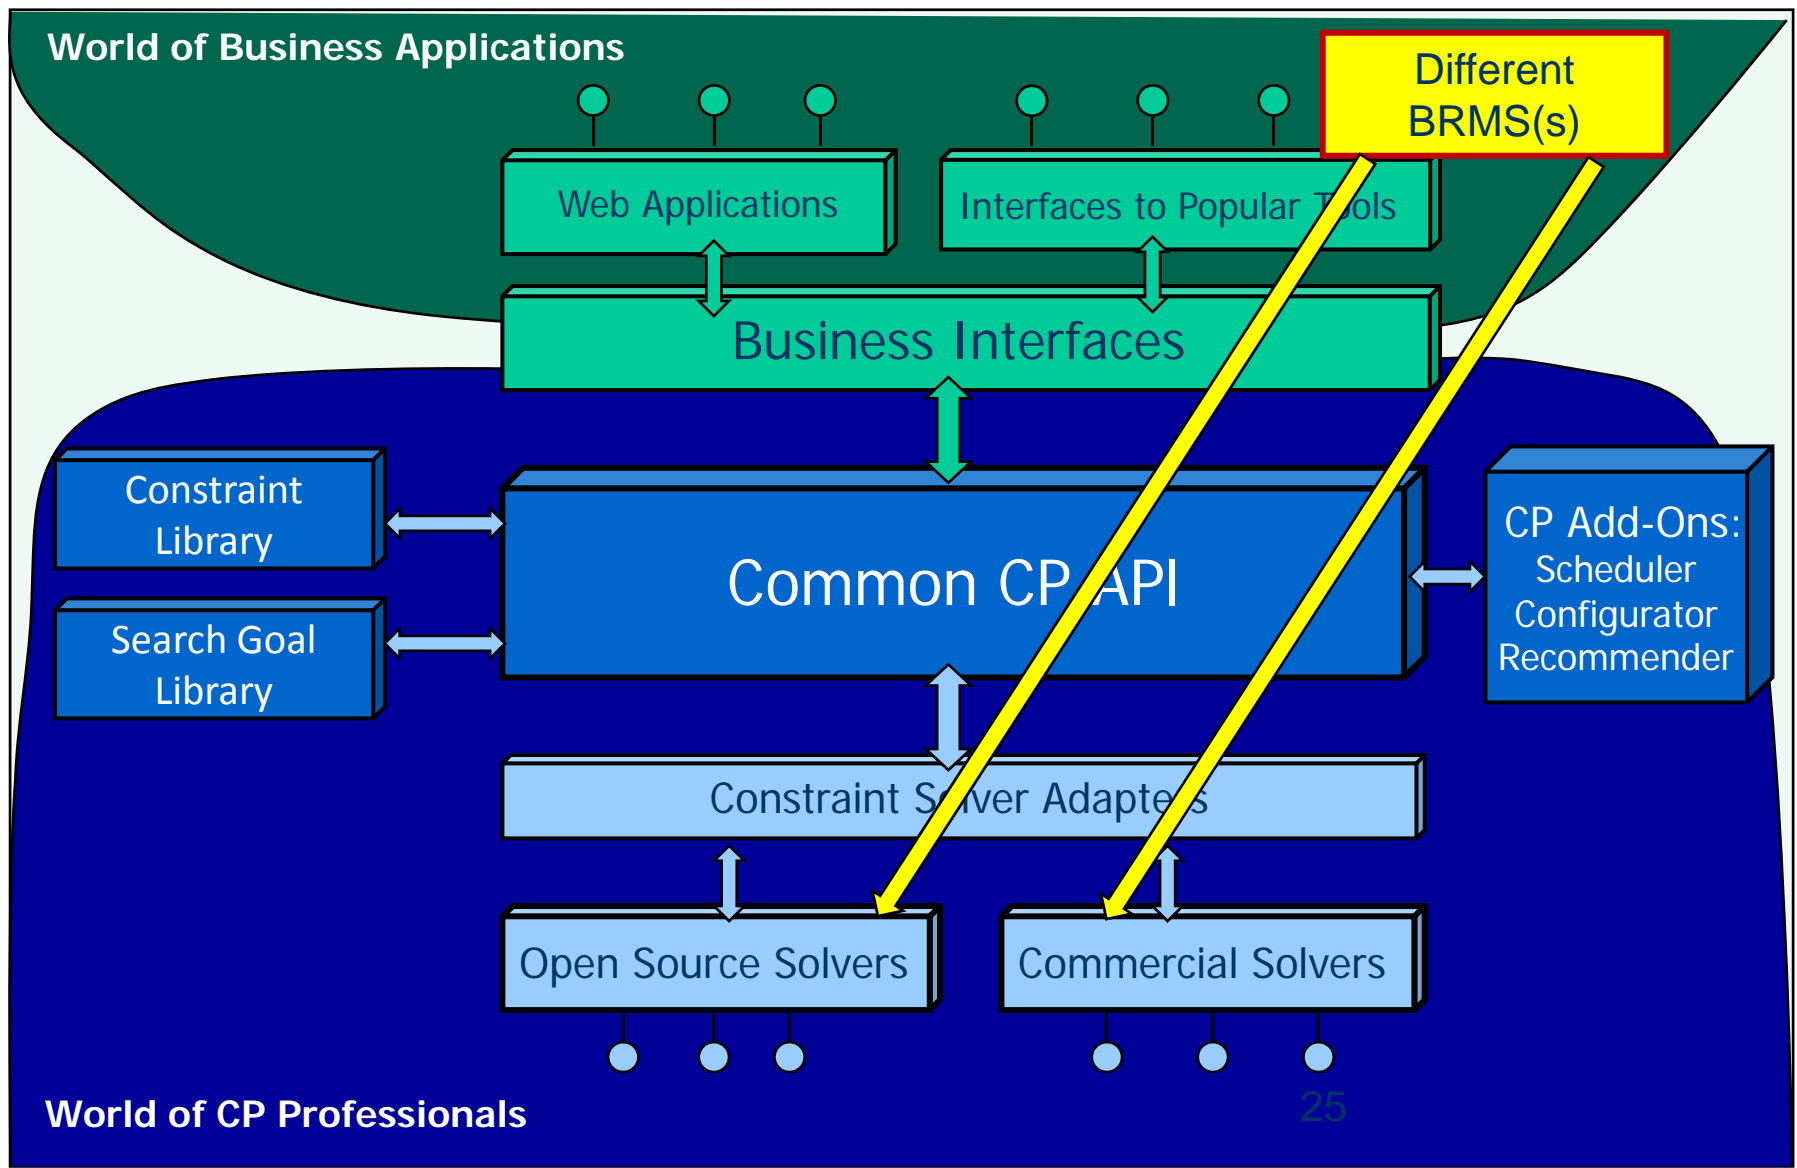 World of Business Applications
Different
BRMS(s)
Web Applications
Interfaces to Popular Tools
Business Interfaces
Constraint
Library
Search Goal
Library
Common CP API
CP Add-Ons:
Scheduler
Configurator
Recommender
Constraint Solver Adapters
Open Source Solvers
Commercial Solvers
World of CP Professionals
25